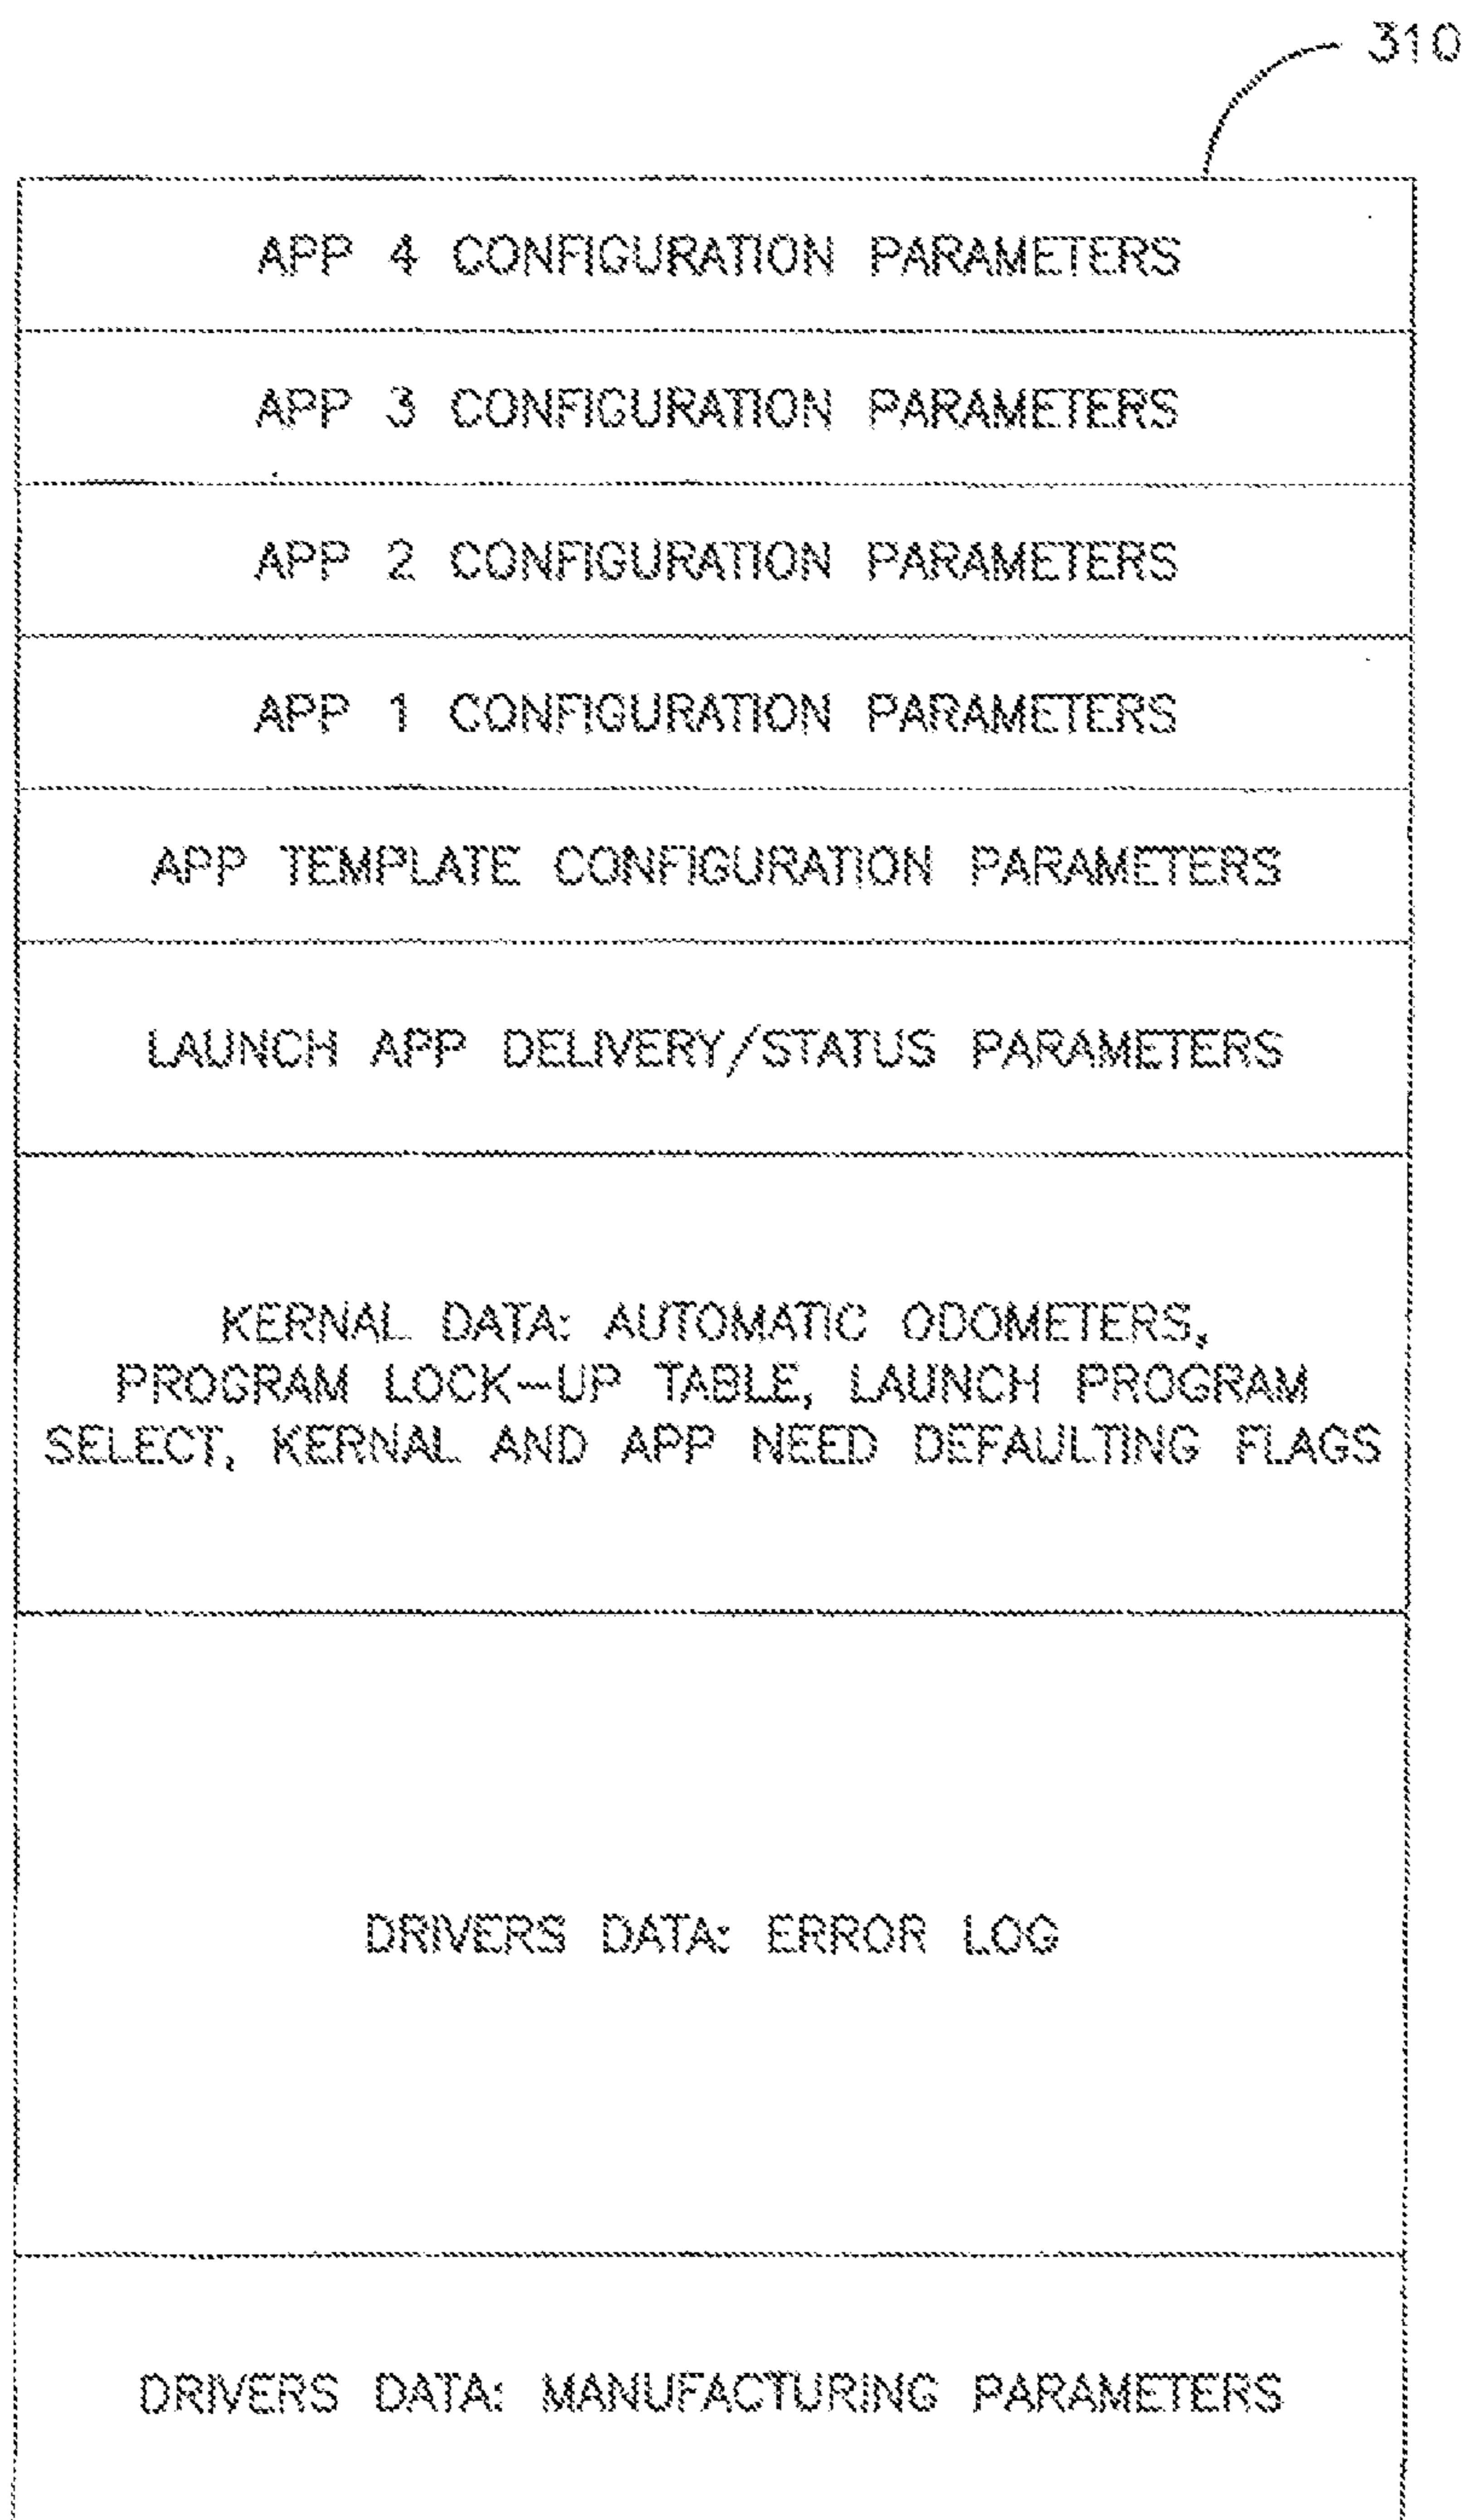 310
APP 4 CONFIGURATION PARAMETERS
APP 3 CONFIGURATION PARAMETERS
APP 2 CONFIGURATION PARAMETERS
APP 1 CONFIGURATION PARAMETERS
APP TEMPLATE CONFIGURATION PARAMETERS
LAUNCH APP DELIVERY/STATUS PARAMETERS
KERNAL DATA: AUTOMATIC ODOMETERS,
PROGRAM LOCK-UP TABLE, LAUNCH PROGRAM
SELECT, KERNAL AND APP NEED DEFAULTING FLAGS
DRIVERS DATA: ERROR LOG
DRIVERS DATA: MANUFACTURING PARAMETERS